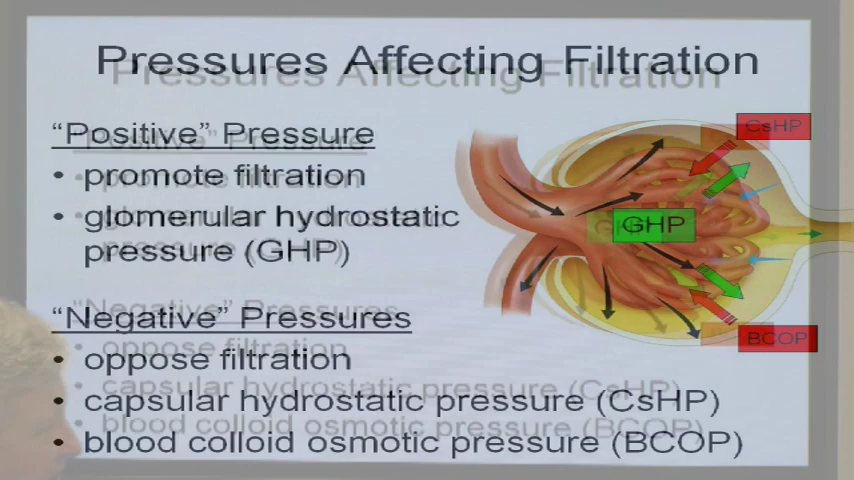 Pressures Affecting Filtration
"Positive" Pressure
• promote filtration
• glomerular hydrostatic
pressure (GHP)
"Negative" Pressures
• oppose filtration
• capsular hydrostatic pressure (CsHP)
• blood colloid osmotic pressure (BCOP)
CsHP
GHP
BCOP